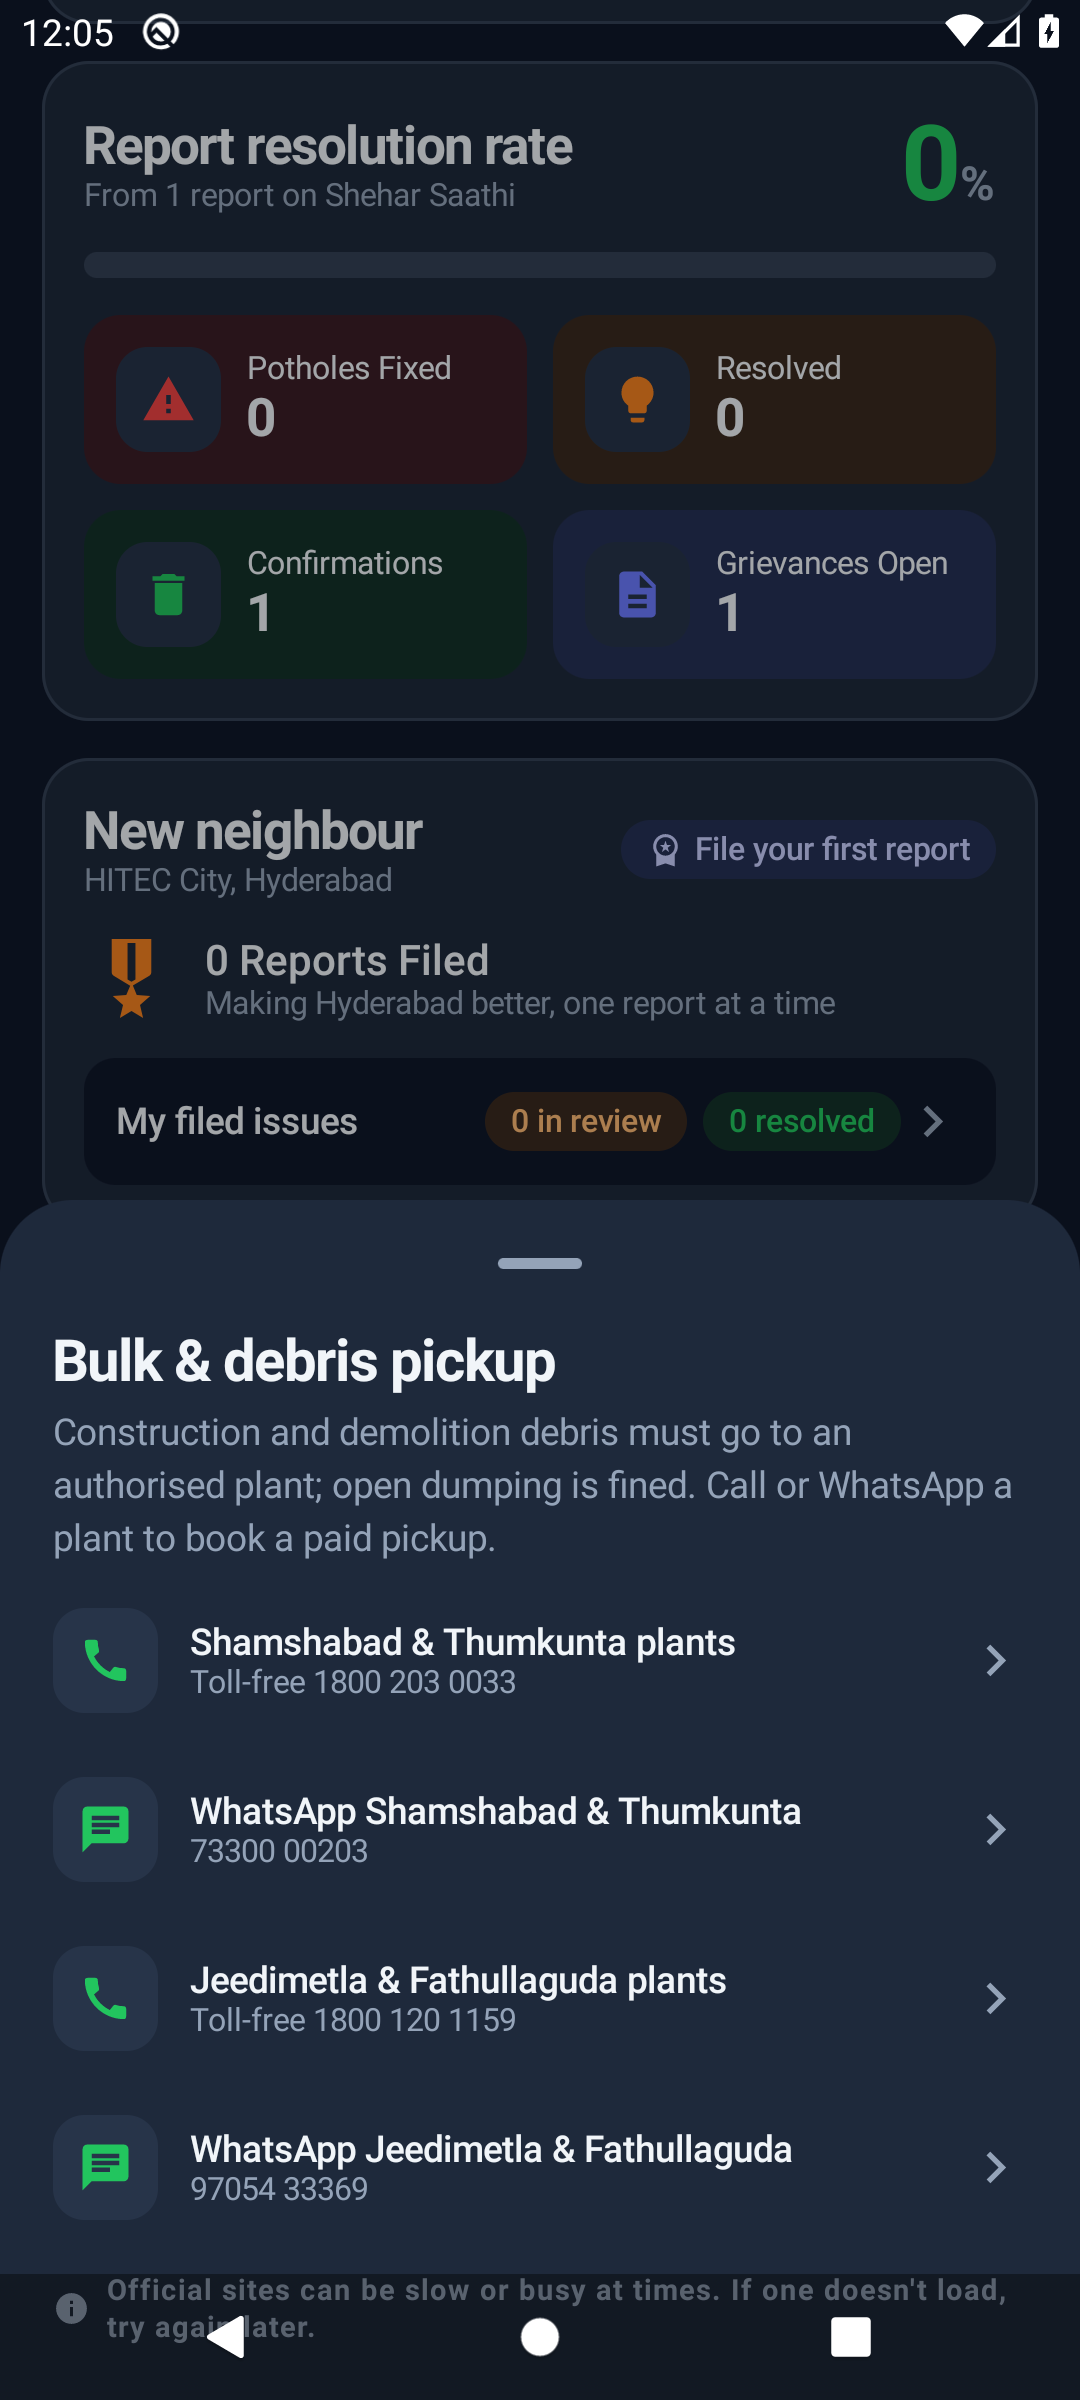 12:05
Report resolution rate
From 1 report on Shehar Saathi
0%
Potholes Fixed
0
Resolved
0
Confirmations
1
Grievances Open
1
New neighbour
HITEC City, Hyderabad
File your first report
0 Reports Filed
Making Hyderabad better, one report at a time
My filed issues
0 in review
0 resolved
Bulk & debris pickup
Construction and demolition debris must go to an
authorised plant; open dumping is fined. Call or WhatsApp a
plant to book a paid pickup.
Shamshabad & Thumkunta plants
Toll-free 1800 203 0033
WhatsApp Shamshabad & Thumkunta
73300 00203
Jeedimetla & Fathullaguda plants
Toll-free 1800 120 1159
WhatsApp Jeedimetla & Fathullaguda
97054 33369
Official sites can be slow or busy at times. If one doesn't load,
try again later.